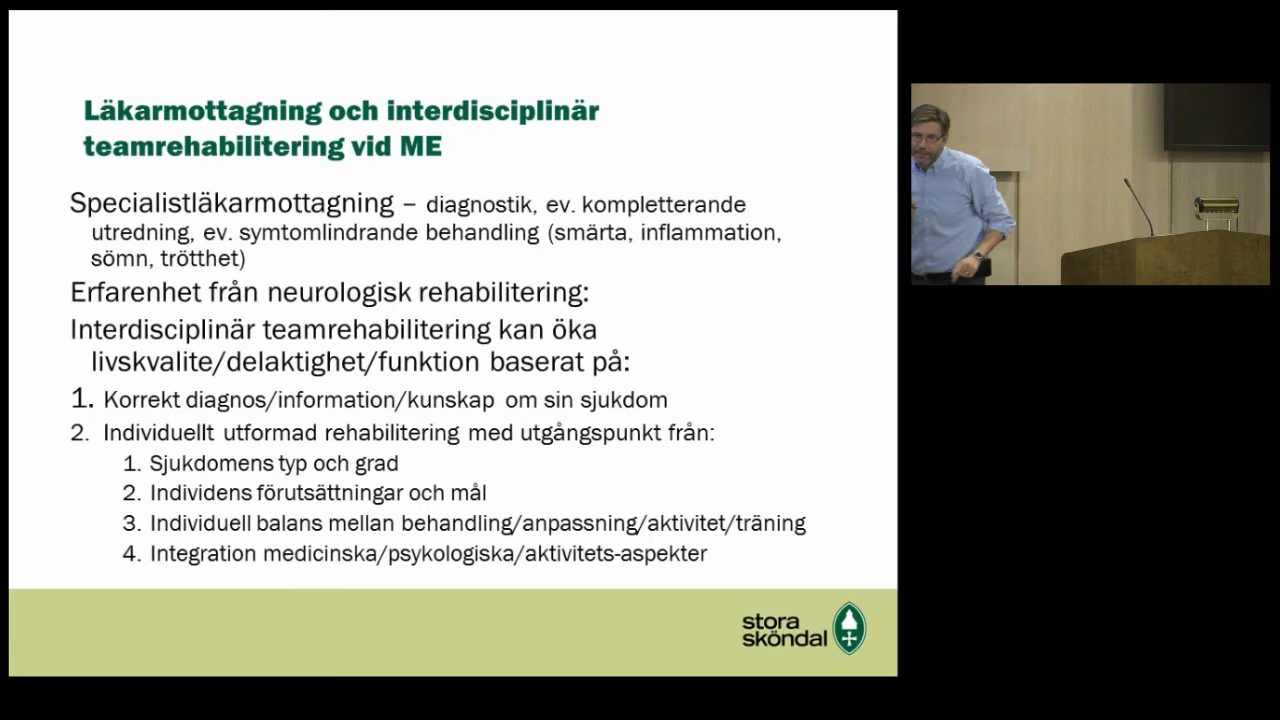 Läkarmottagning och interdisciplinär
teamrehabilitering vid ME
Specialistläkarmottagning – diagnostik, ev. kompletterande
utredning, ev. symtomlindrande behandling (smärta, inflammation,
sömn, trötthet)
Erfarenhet från neurologisk rehabilitering:
Interdisciplinär teamrehabilitering kan öka
livskvalite/delaktighet/funktion baserat på:
1. Korrekt diagnos/information/kunskap om sin sjukdom
2. Individuellt utformad rehabilitering med utgångspunkt från:
1. Sjukdomens typ och grad
2. Individens förutsättningar och mål
3. Individuell balans mellan behandling/anpassning/aktivitet/träning
4. Integration medicinska/psykologiska/aktivitets-aspekter
stora
sköndal